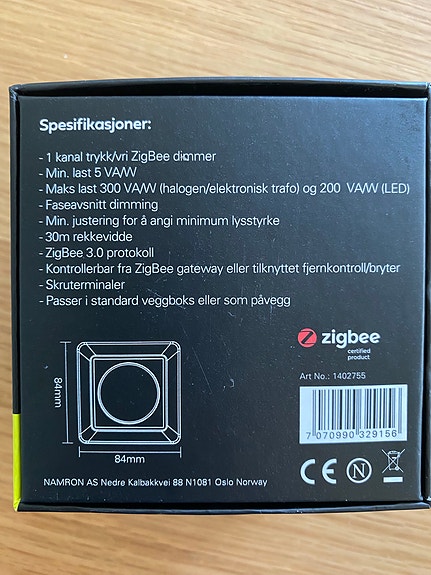 Spesifikasjoner:
- 1 kanal trykk/vri ZigBee dimmer
- Min. last 5 VA/W
- Maks last 300 VA/W (halogen/elektronisk trafo) og 200 VA/W (LED)
- Faseavsnitt dimming
- Min. justering for å angi minimum lysstyrke
- 30m rekkevidde
- ZigBee 3.0 protokoll
- Kontrollerbar fra ZigBee gateway eller tilknyttet fjernkontroll/bryter
- Skruterminaler
- Passer i standard veggboks eller som påvegg
84mm
84mm
zigbee
certified
product
Art No.: 1402755
7 070990 329156
CE N
NAMRON AS Nedre Kalbakkvei 88 N1081 Oslo Norway